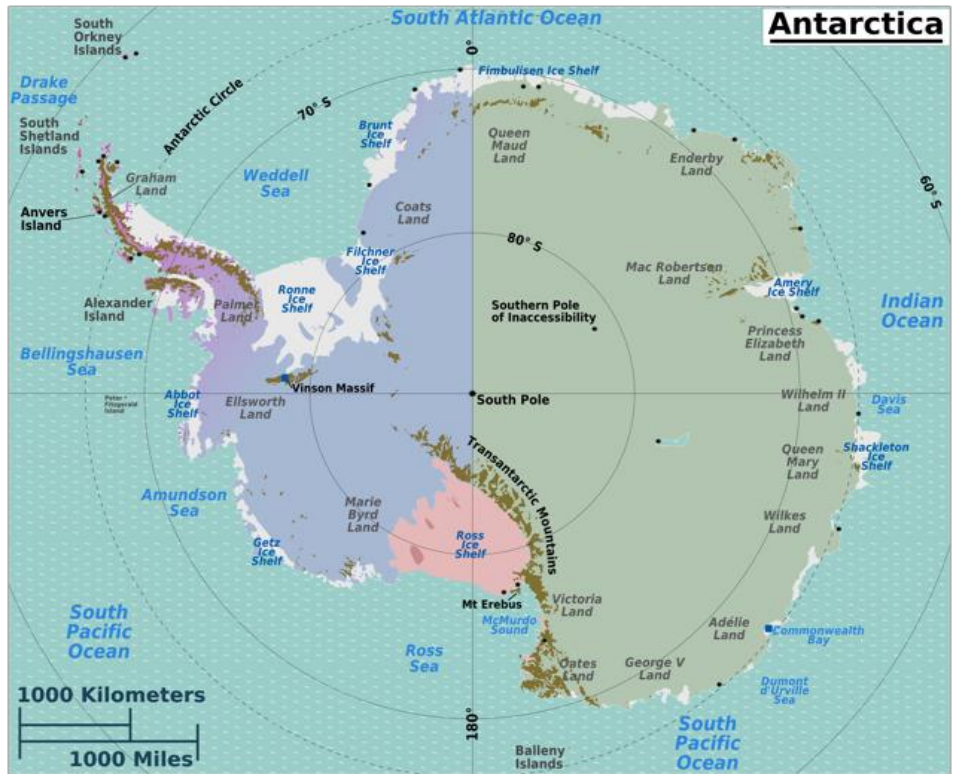 Antarctica
South Atlantic Ocean
South
Orkney
Islands
Drake
Passage
Antarctic Circle
70° S
0°
Fimbulisen Ice Shelf
South
Shetland
Islands
Brunt
Ice
Shelf
Queen
Maud
Land
Enderby
Land
60° S
Graham
Land
Weddell
Sea
Anvers
Island
Coats
Land
80° S
Filchner
Ice
Shelf
Mac Robertson
Land
Amery
Ice Shelf
Ronne
Ice
Shelf
Alexander
Island
Palmer
Land
Southern Pole
of Inaccessibility
Indian
Ocean
Princess
Elizabeth
Land
Bellingshausen
Sea
Vinson Massif
Peter
Island
Abbot
Ice
Shelf
Ellsworth
Land
South Pole
Wilhelm II
Land
Davis
Sea
Transantarctic Mountains
Queen
Mary
Land
Shackleton
Ice
Shelf
Amundson
Sea
Marie
Byrd
Land
Wilkes
Land
Getz
Ice
Shelf
Ross
Ice
Shelf
Mt Erebus
McMurdo
Sound
Victoria
Land
South
Pacific
Ocean
Ross
Sea
Adélie
Land
Commonwealth
Bay
Oates
Land
George V
Land
Dumont
d'Urville
Sea
1000 Kilometers
1000 Miles
180°
Balleny
Islands
South
Pacific
Ocean